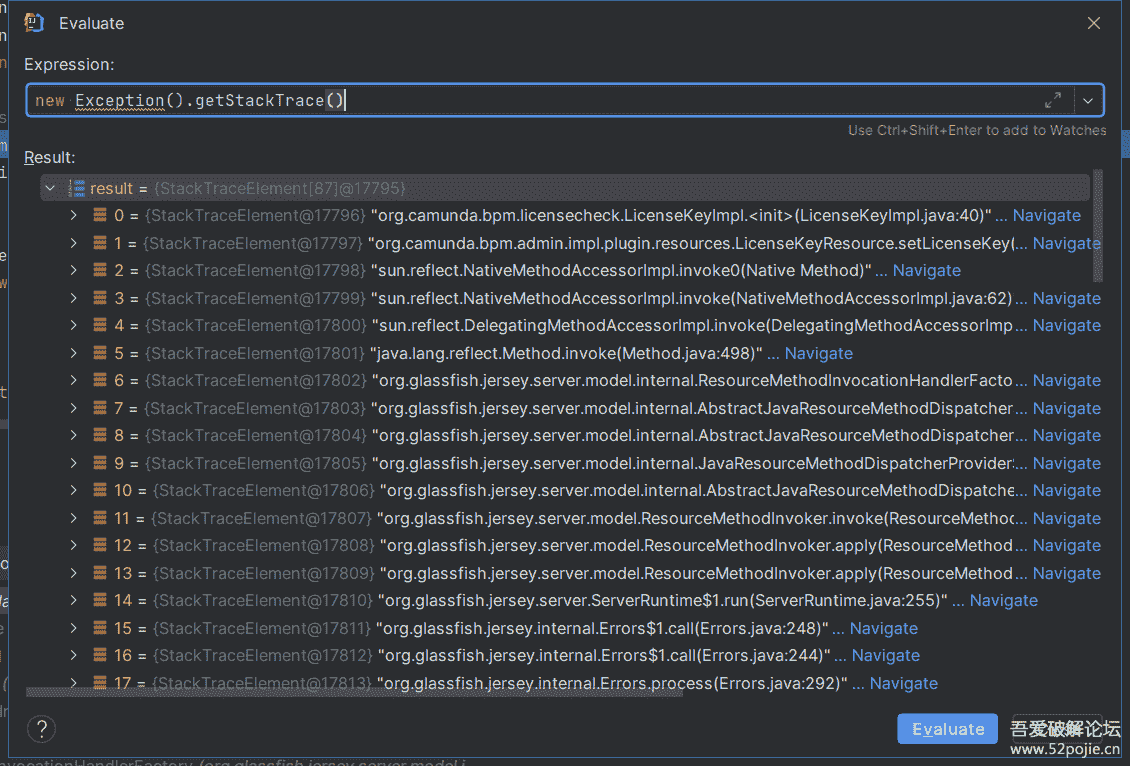 Evaluate
Expression:
new Exception().getStackTrace()
Use Ctrl+Shift+Enter to add to Watches
Result:
result = {StackTraceElement[87]@17795}
0 = {StackTraceElement@17796} "org.camunda.bpm.licensecheck.LicenseKeyImpl.<init>(LicenseKeyImpl.java:40)" ... Navigate
1 = {StackTraceElement@17797} "org.camunda.bpm.admin.impl.plugin.resources.LicenseKeyResource.setLicenseKey(... Navigate
2 = {StackTraceElement@17798} "sun.reflect.NativeMethodAccessorImpl.invoke0(Native Method)" ... Navigate
3 = {StackTraceElement@17799} "sun.reflect.NativeMethodAccessorImpl.invoke(NativeMethodAccessorImpl.java:62)... Navigate
4 = {StackTraceElement@17800} "sun.reflect.DelegatingMethodAccessorImpl.invoke(DelegatingMethodAccessorImp... Navigate
5 = {StackTraceElement@17801} "java.lang.reflect.Method.invoke(Method.java:498)" ... Navigate
6 = {StackTraceElement@17802} "org.glassfish.jersey.server.model.internal.ResourceMethodInvocationHandlerFacto... Navigate
7 = {StackTraceElement@17803} "org.glassfish.jersey.server.model.internal.AbstractJavaResourceMethodDispatcher... Navigate
8 = {StackTraceElement@17804} "org.glassfish.jersey.server.model.internal.AbstractJavaResourceMethodDispatcher... Navigate
9 = {StackTraceElement@17805} "org.glassfish.jersey.server.model.internal.JavaResourceMethodDispatcherProvider... Navigate
10 = {StackTraceElement@17806} "org.glassfish.jersey.server.model.internal.AbstractJavaResourceMethodDispatche... Navigate
11 = {StackTraceElement@17807} "org.glassfish.jersey.server.model.ResourceMethodInvoker.invoke(ResourceMethod... Navigate
12 = {StackTraceElement@17808} "org.glassfish.jersey.server.model.ResourceMethodInvoker.apply(ResourceMethod... Navigate
13 = {StackTraceElement@17809} "org.glassfish.jersey.server.model.ResourceMethodInvoker.apply(ResourceMethod... Navigate
14 = {StackTraceElement@17810} "org.glassfish.jersey.server.ServerRuntime$1.run(ServerRuntime.java:255)" ... Navigate
15 = {StackTraceElement@17811} "org.glassfish.jersey.internal.Errors$1.call(Errors.java:248)" ... Navigate
16 = {StackTraceElement@17812} "org.glassfish.jersey.internal.Errors$1.call(Errors.java:244)" ... Navigate
17 = {StackTraceElement@17813} "org.glassfish.jersey.internal.Errors.process(Errors.java:292)" ... Navigate
?
Evaluate
吾爱破解论坛
www.52pojie.cn